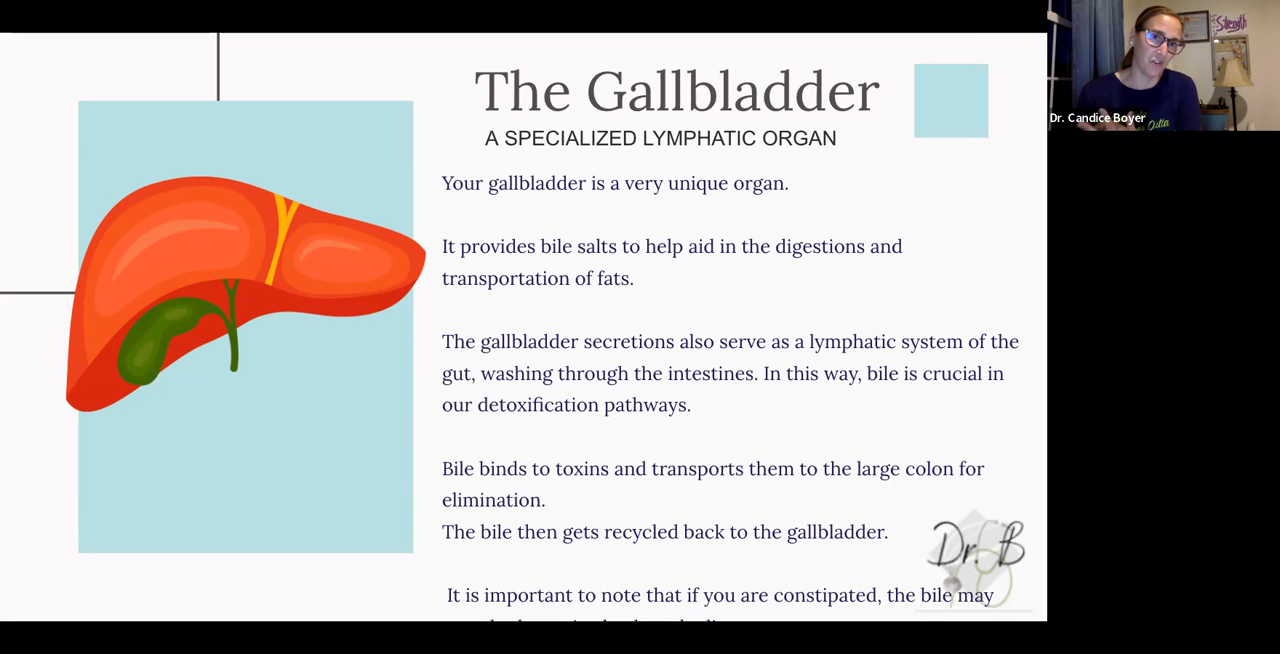 The Gallbladder
A SPECIALIZED LYMPHATIC ORGAN
Your gallbladder is a very unique organ.
It provides bile salts to help aid in the digestions and
transportation of fats.
The gallbladder secretions also serve as a lymphatic system of the
gut, washing through the intestines. In this way, bile is crucial in
our detoxification pathways.
Bile binds to toxins and transports them to the large colon for
elimination.
The bile then gets recycled back to the gallbladder.
It is important to note that if you are constipated, the bile may
Dr. B
Strength
Dr. Candice Boyer
Outta